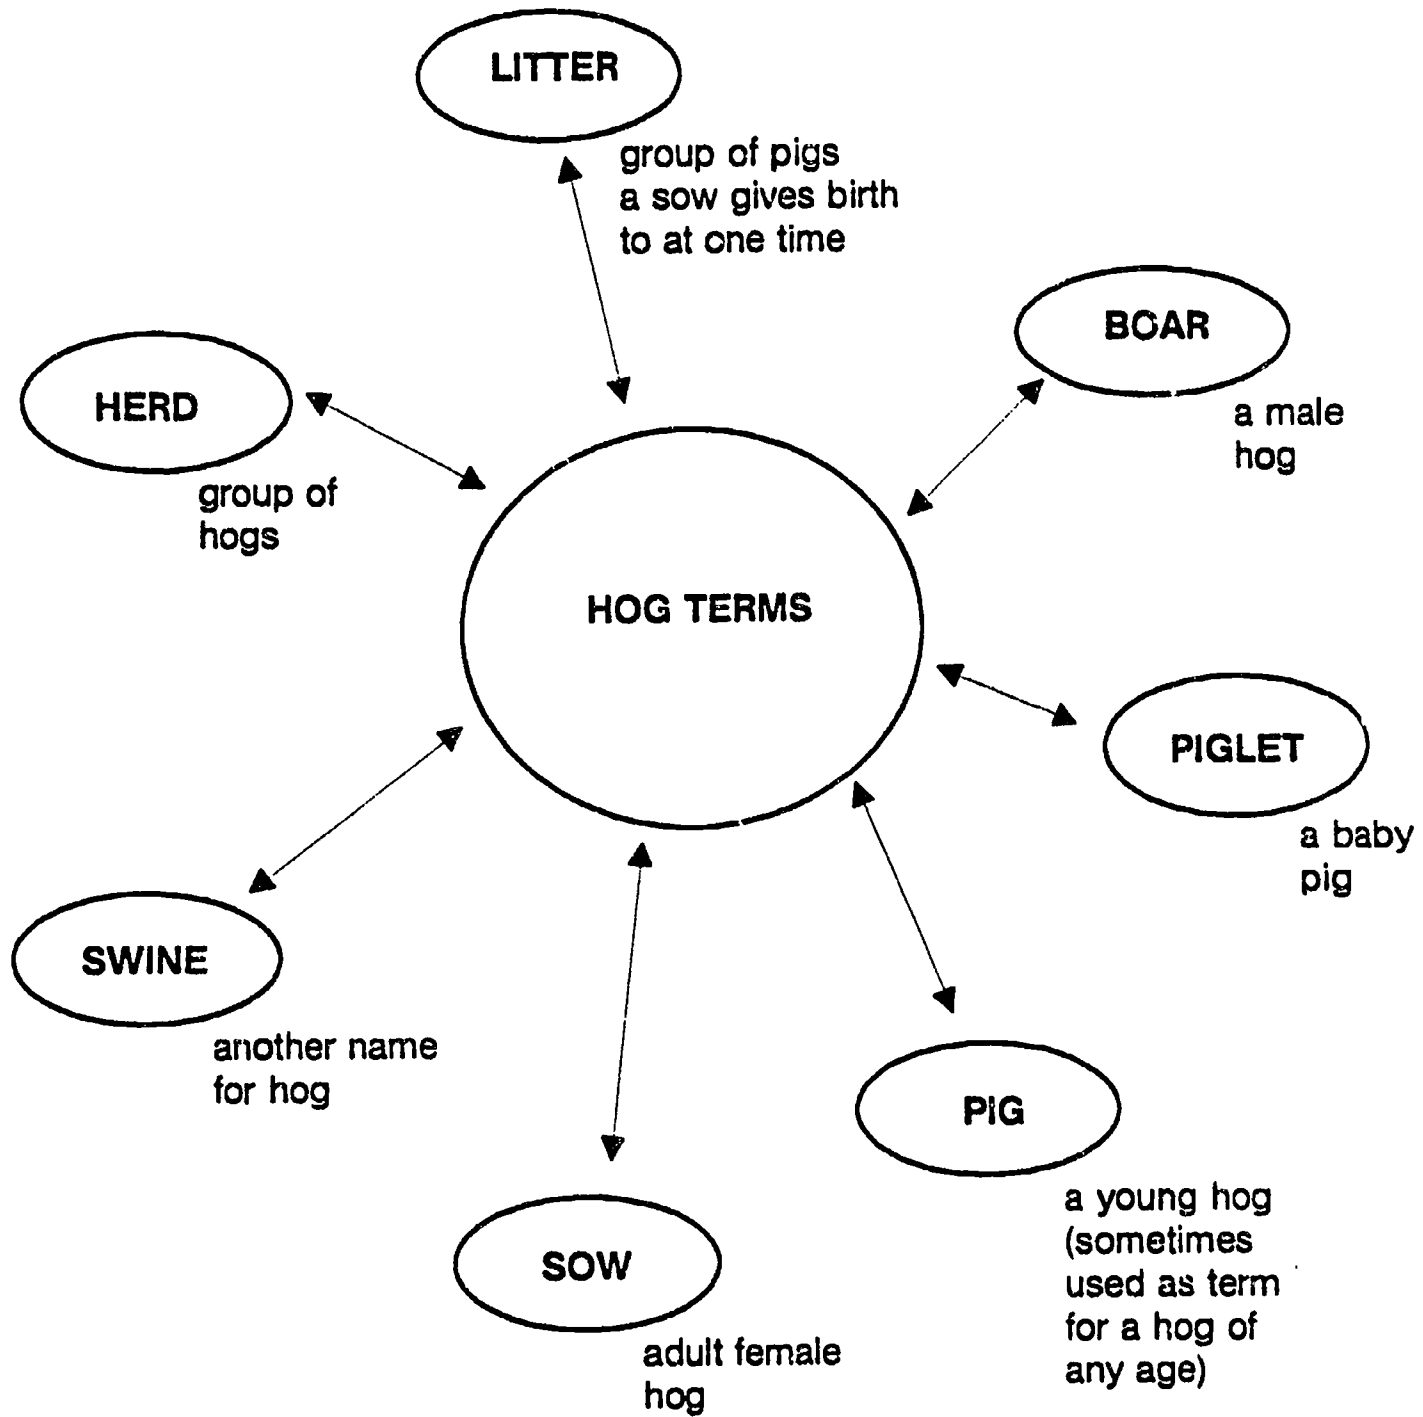 LITTER
group of pigs
a sow gives birth
to at one time
BOAR
a male
hog
HERD
group of
hogs
HOG TERMS
PIGLET
a baby
pig
SWINE
another name
for hog
PIG
a young hog
(sometimes
used as term
for a hog of
any age)
SOW
adult female
hog